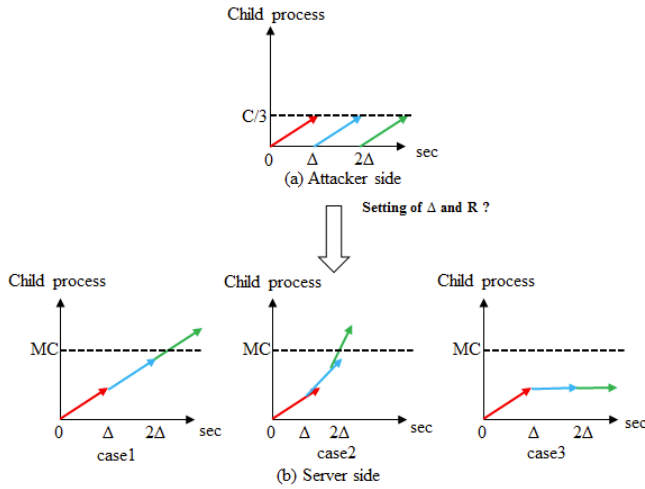 Child process
C/3
0 Δ 2Δ sec
(a) Attacker side
Setting of Δ and R ?
Child process Child process Child process
MC MC MC
0 Δ 2Δ sec 0 Δ 2Δ sec 0 Δ 2Δ sec
case1 case2 case3
(b) Server side